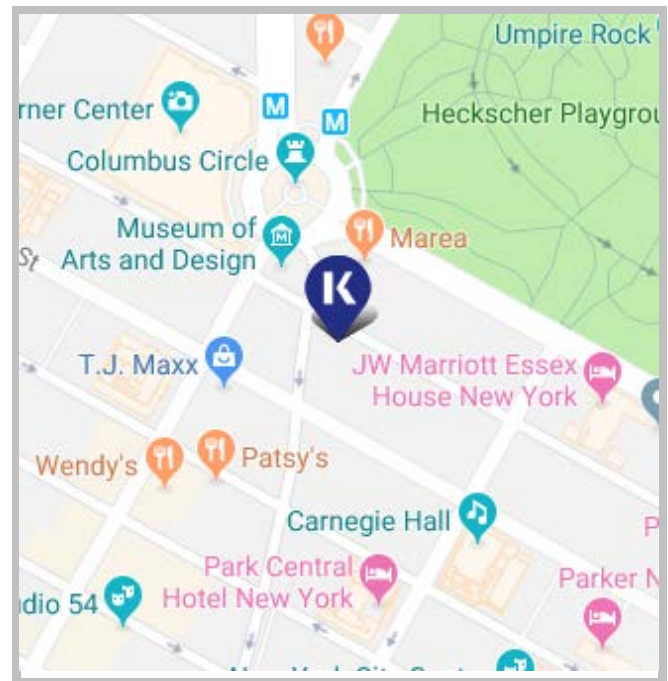 Umpire Rock
rner Center
M
M
Heckscher Playgrou
Columbus Circle
Museum of
Arts and Design
M
Marea
St
K
T.J. Maxx
JW Marriott Essex
House New York
Wendy's
Patsy's
Carnegie Hall
P
Park Central
Hotel New York
Parker N
dio 54